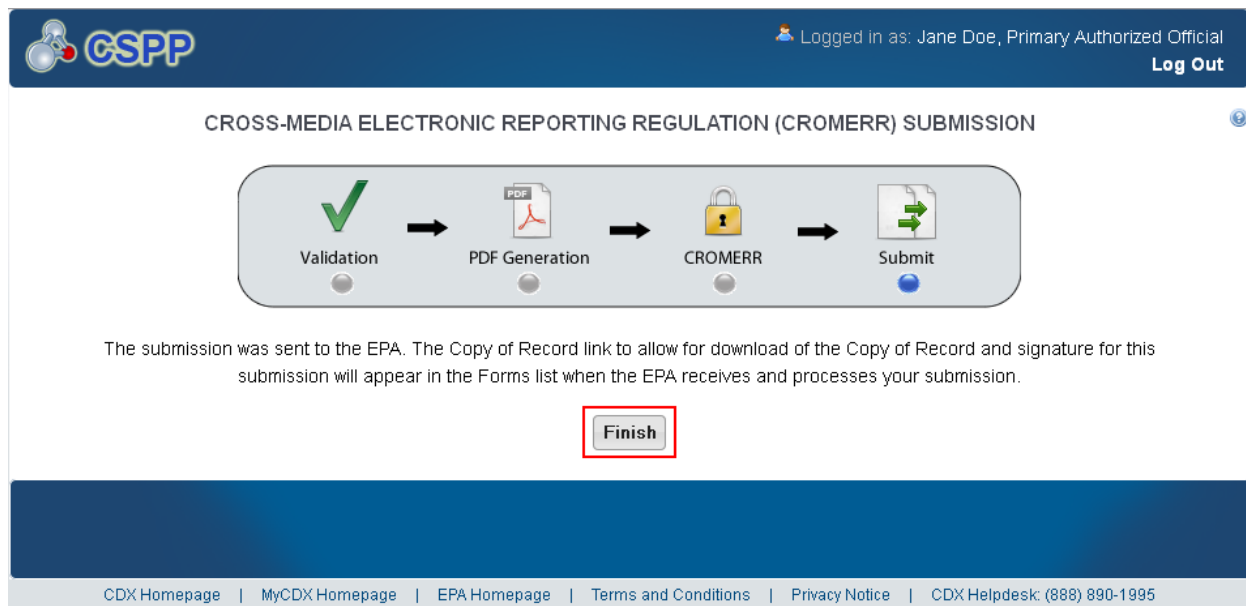 CSPP
Logged in as: Jane Doe, Primary Authorized Official
Log Out
CROSS-MEDIA ELECTRONIC REPORTING REGULATION (CROMERR) SUBMISSION
PDF
Validation PDF Generation CROMERR Submit
The submission was sent to the EPA. The Copy of Record link to allow for download of the Copy of Record and signature for this
submission will appear in the Forms list when the EPA receives and processes your submission.
Finish
CDX Homepage | MyCDX Homepage | EPA Homepage | Terms and Conditions | Privacy Notice | CDX Helpdesk: (888) 890-1995